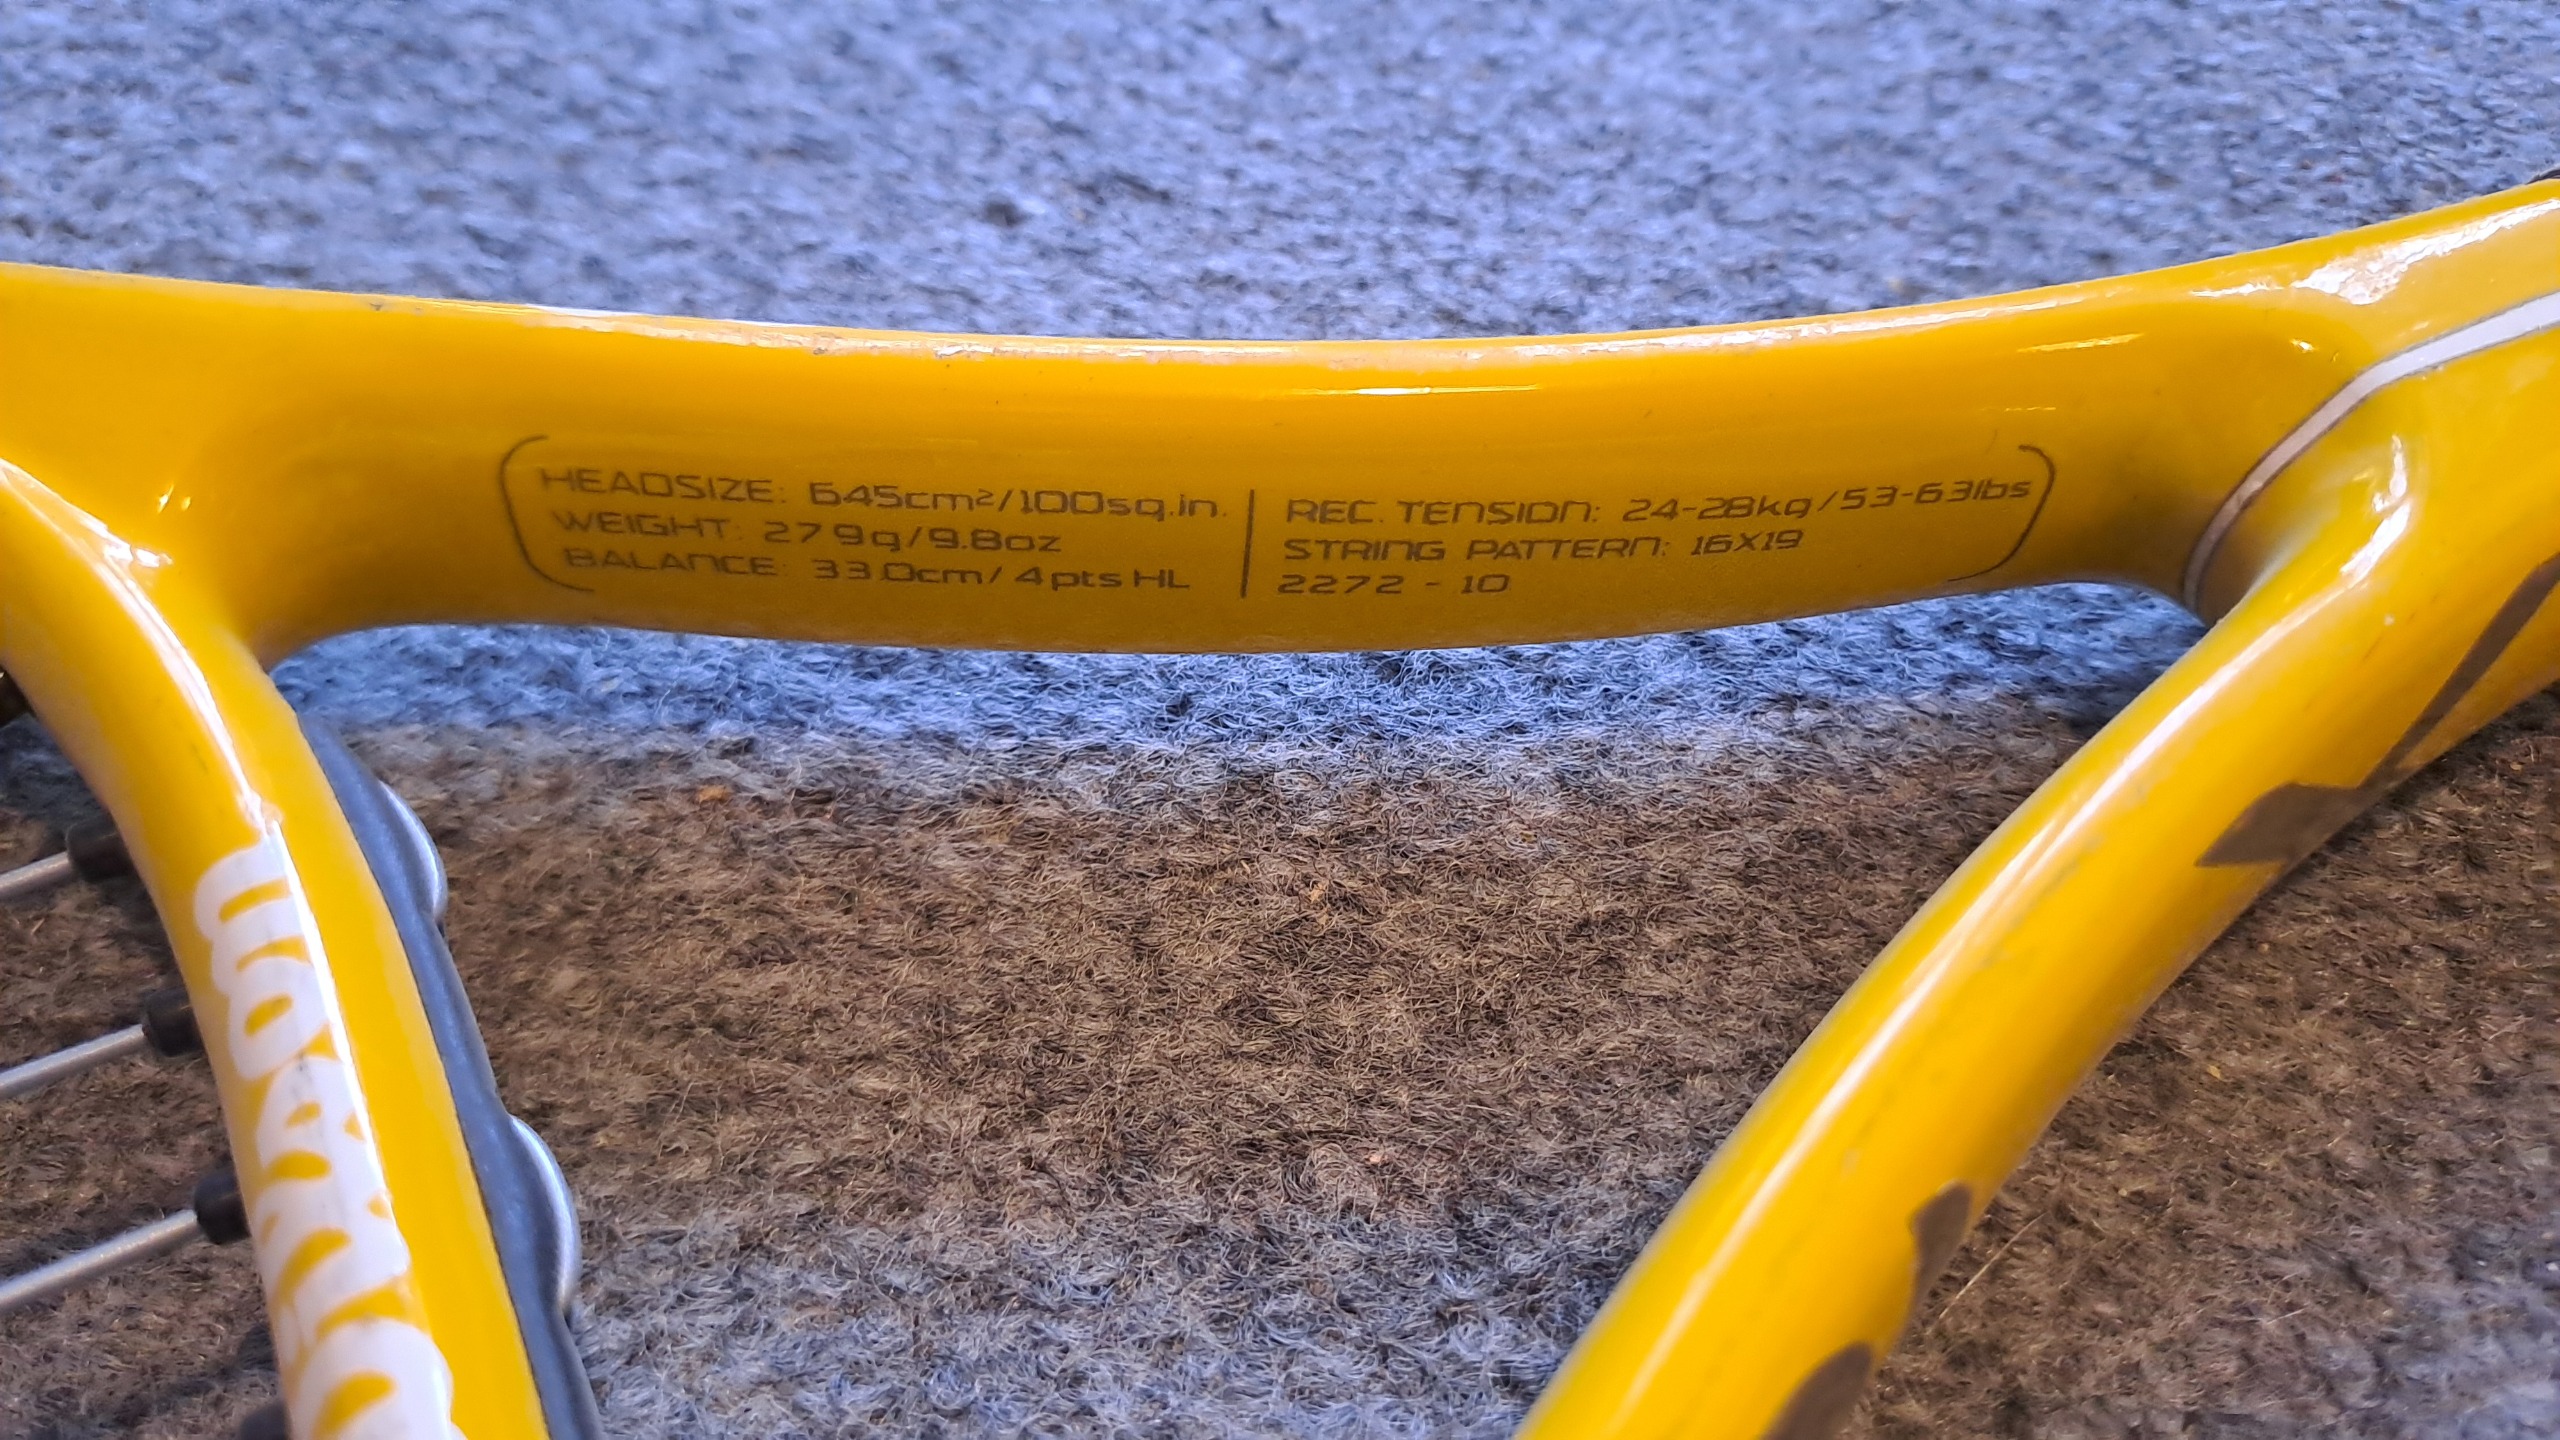 HEADSIZE: 645cm²/100sq.in.
WEIGHT: 279g/9.8oz
BALANCE: 33.0cm/4pts HL
REC. TENSION: 24-28kg/53-63lbs
STRING PATTERN: 16X19
2272 - 10